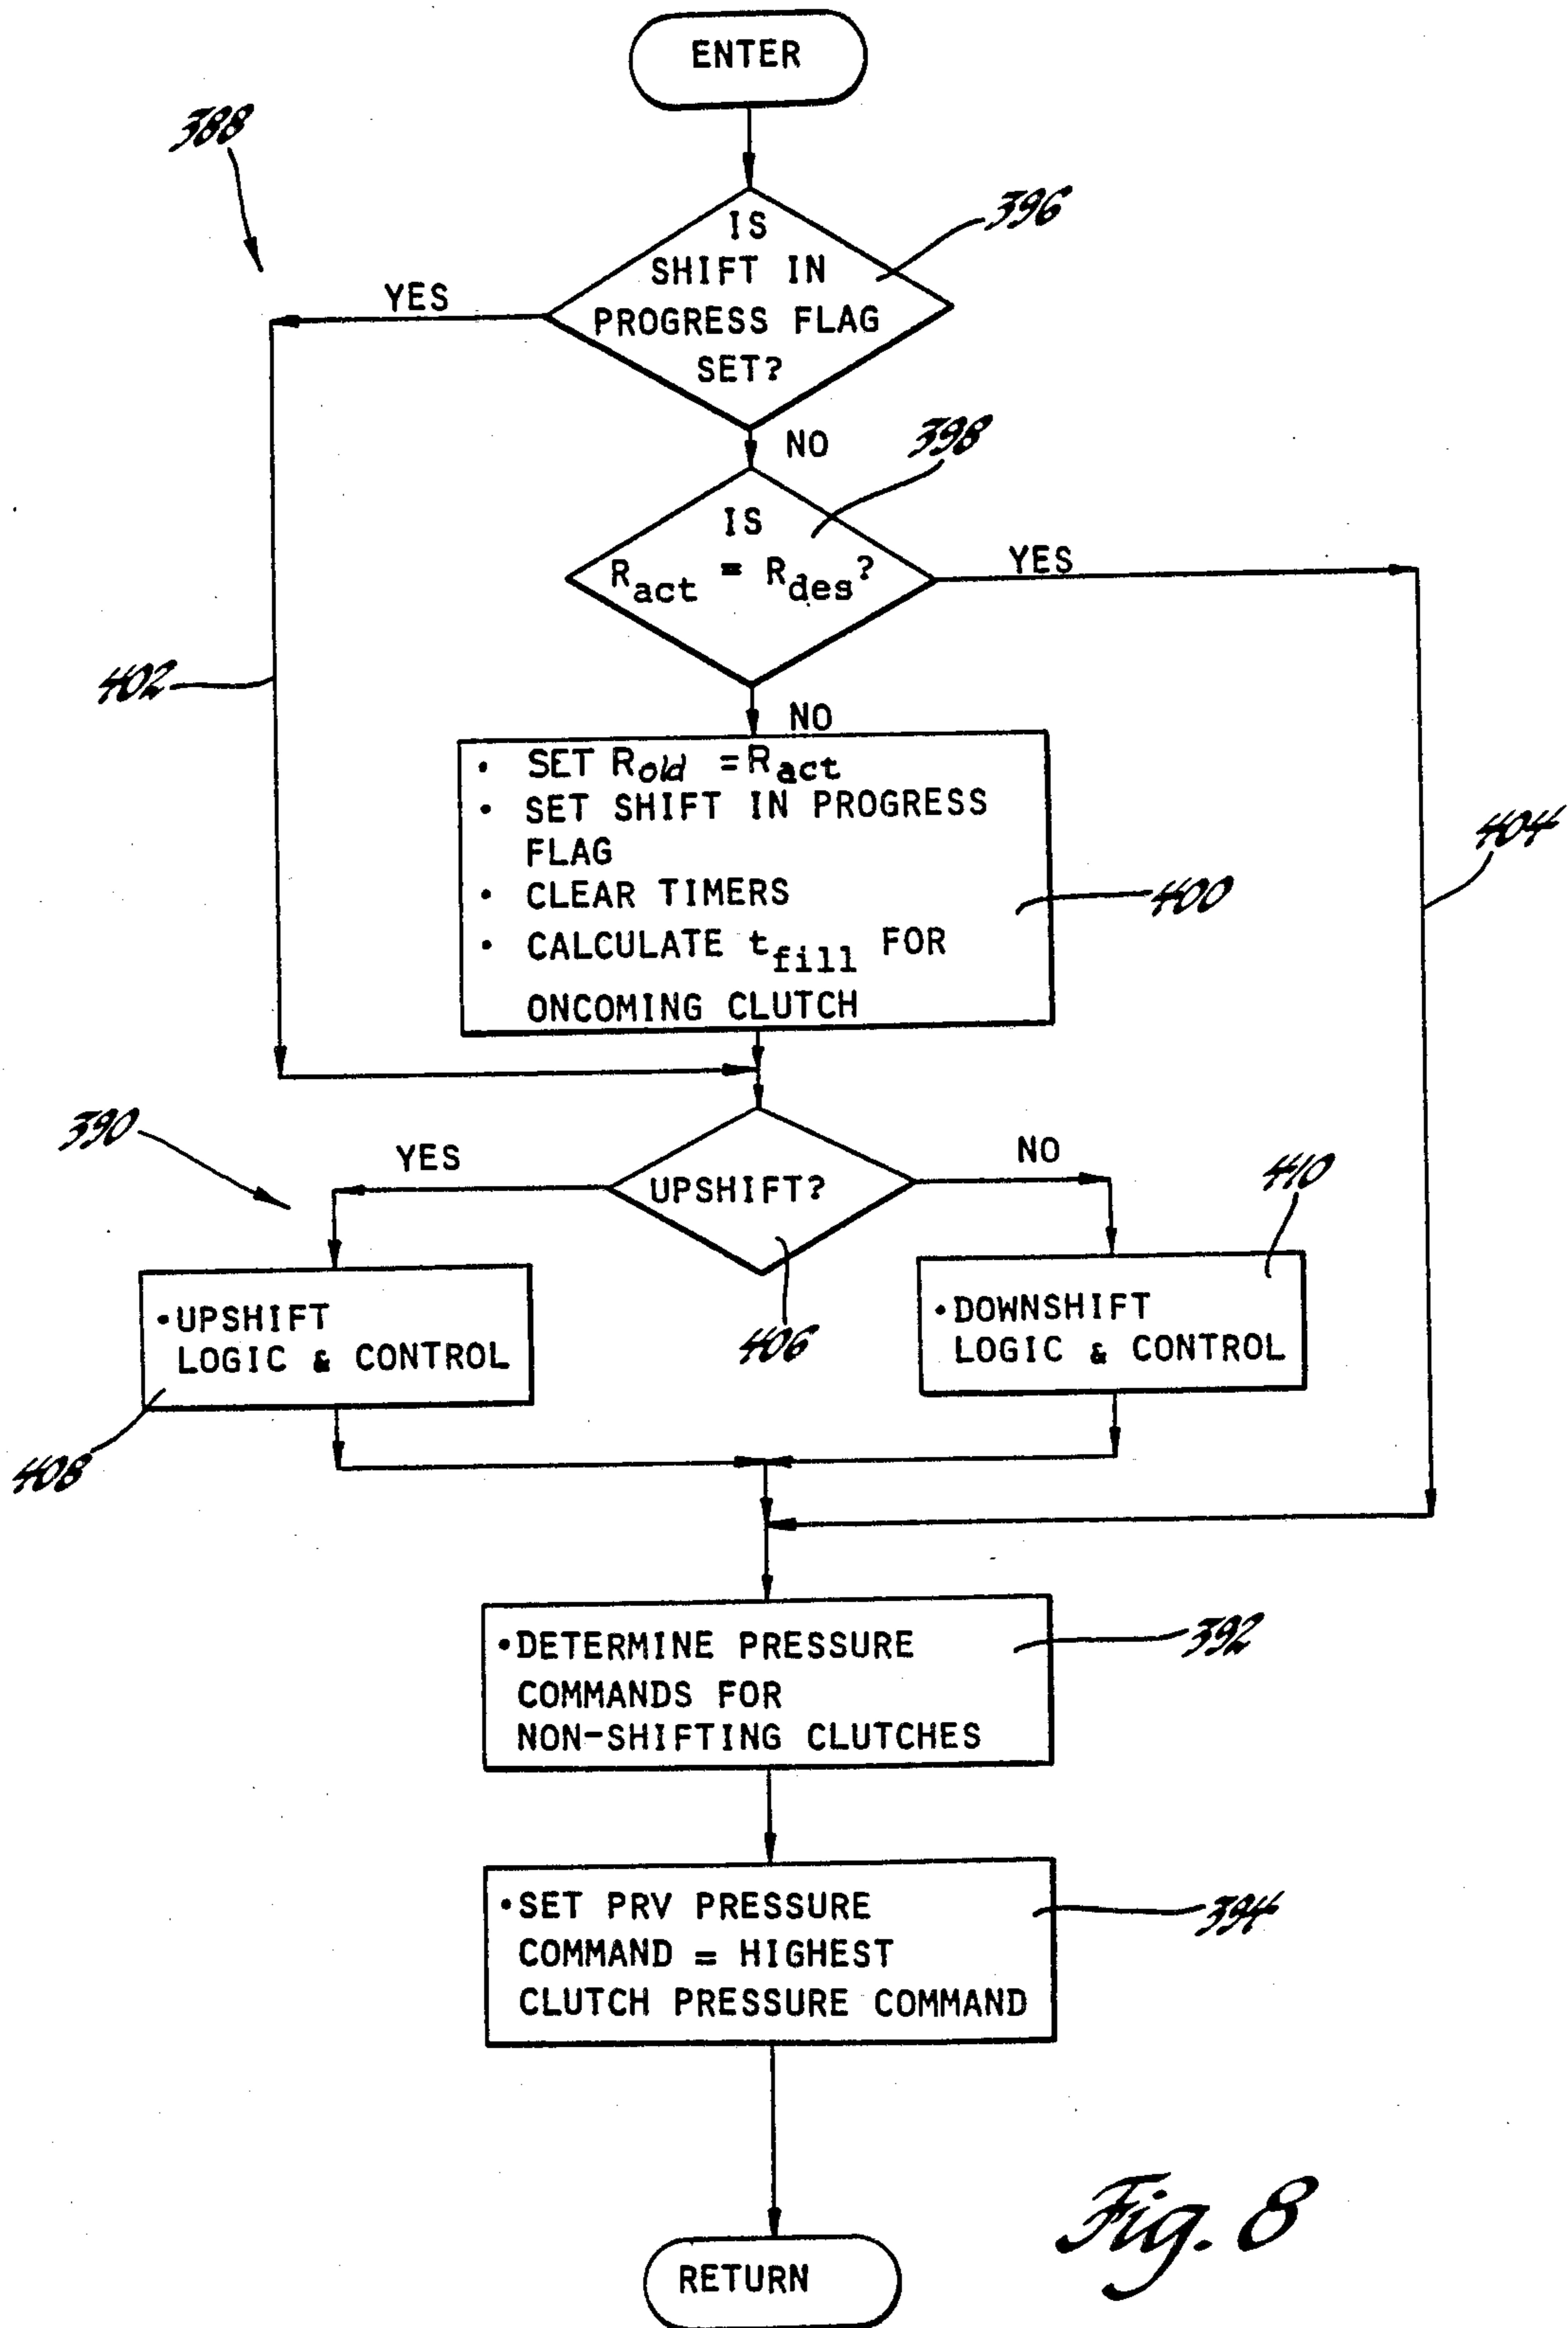 ENTER
388
396
IS
SHIFT IN
PROGRESS FLAG
SET?
YES
NO
398
IS
Ract = Rdes?
YES
402
NO
• SET Rold = Ract
• SET SHIFT IN PROGRESS
FLAG
• CLEAR TIMERS
• CALCULATE tfill FOR
ONCOMING CLUTCH
400
404
390
YES
UPSHIFT?
NO
410
•UPSHIFT
LOGIC & CONTROL
406
•DOWNSHIFT
LOGIC & CONTROL
408
•DETERMINE PRESSURE
COMMANDS FOR
NON-SHIFTING CLUTCHES
392
•SET PRV PRESSURE
COMMAND = HIGHEST
CLUTCH PRESSURE COMMAND
394
RETURN
Fig. 8